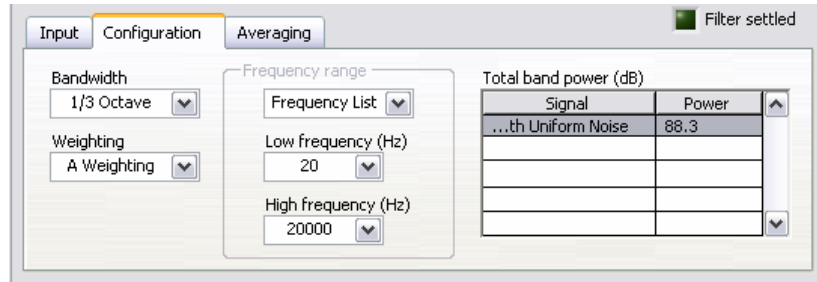 Filter settled
Input Configuration Averaging
Bandwidth
1/3 Octave
Weighting
A Weighting
Frequency range
Frequency List
Low frequency (Hz)
20
High frequency (Hz)
20000
Total band power (dB)
Signal Power
...th Uniform Noise 88.3